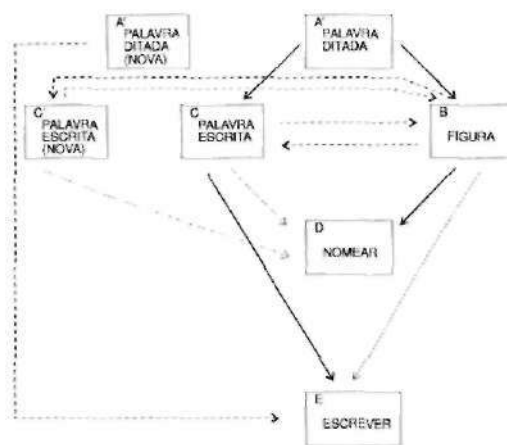 A'
PALAVRA
DITADA
(NOVA)
A'
PALAVRA
DITADA
C'
PALAVRA
ESCRITA
(NOVA)
C
PALAVRA
ESCRITA
B
FIGURA
D
NOMEAR
E
ESCREVER